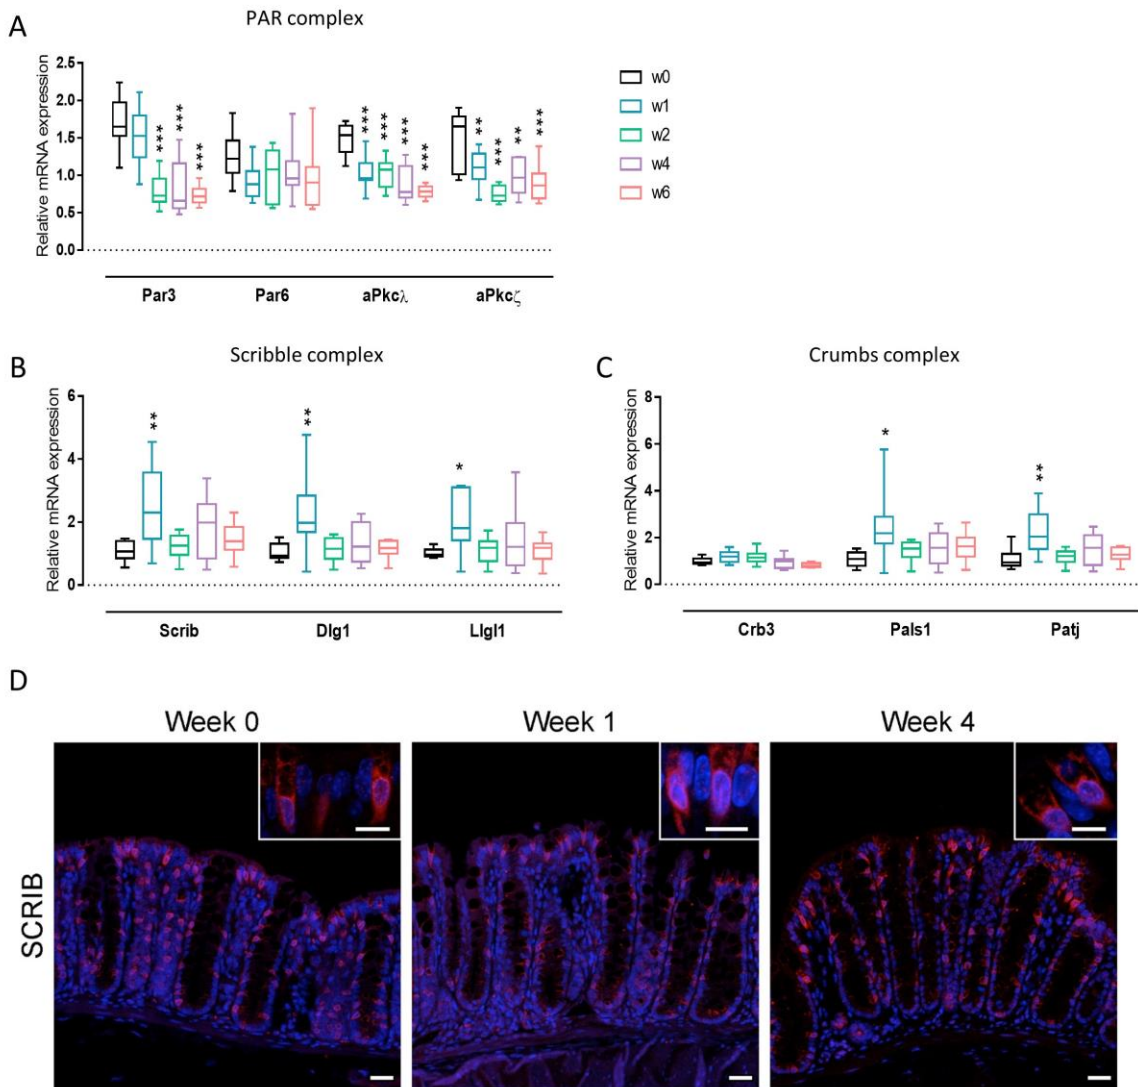 A
PAR complex
Relative mRNA expression
2.5
2.0
1.5
1.0
0.5
0.0
*** *** *** *** *** *** *** ** *** ** ***
Par3 Par6 aPkcλ aPkcζ
w0
w1
w2
w4
w6
B
Scribble complex
Relative mRNA expression
6
4
2
0
** ** *
Scrib Dlg1 Llgl1
C
Crumbs complex
Relative mRNA expression
8
6
4
2
0
* **
Crb3 Pals1 Patj
D
Week 0 Week 1 Week 4
SCRIB